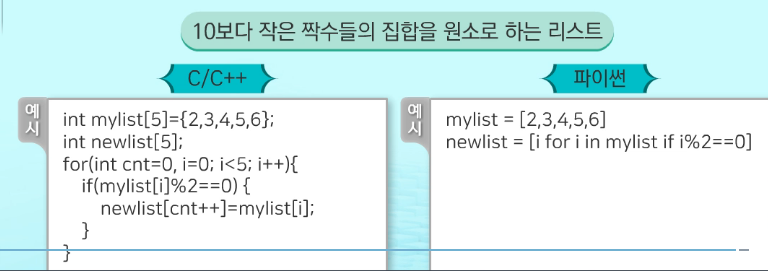 10보다 작은 짝수들의 집합을 원소로 하는 리스트
C/C++
예시
int mylist[5]={2,3,4,5,6};
int newlist[5];
for(int cnt=0, i=0; i<5; i++){
if(mylist[i]%2==0) {
newlist[cnt++]=mylist[i];
}
}
파이썬
예시
mylist = [2,3,4,5,6]
newlist = [i for i in mylist if i%2==0]